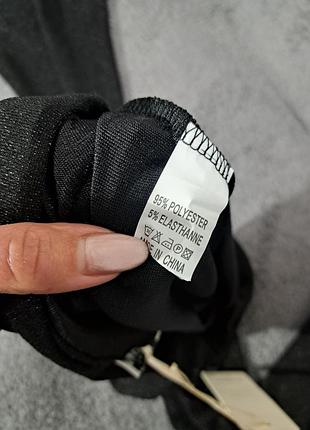 95% POLYESTER
5% ELASTHANNE
MADE IN CHINA